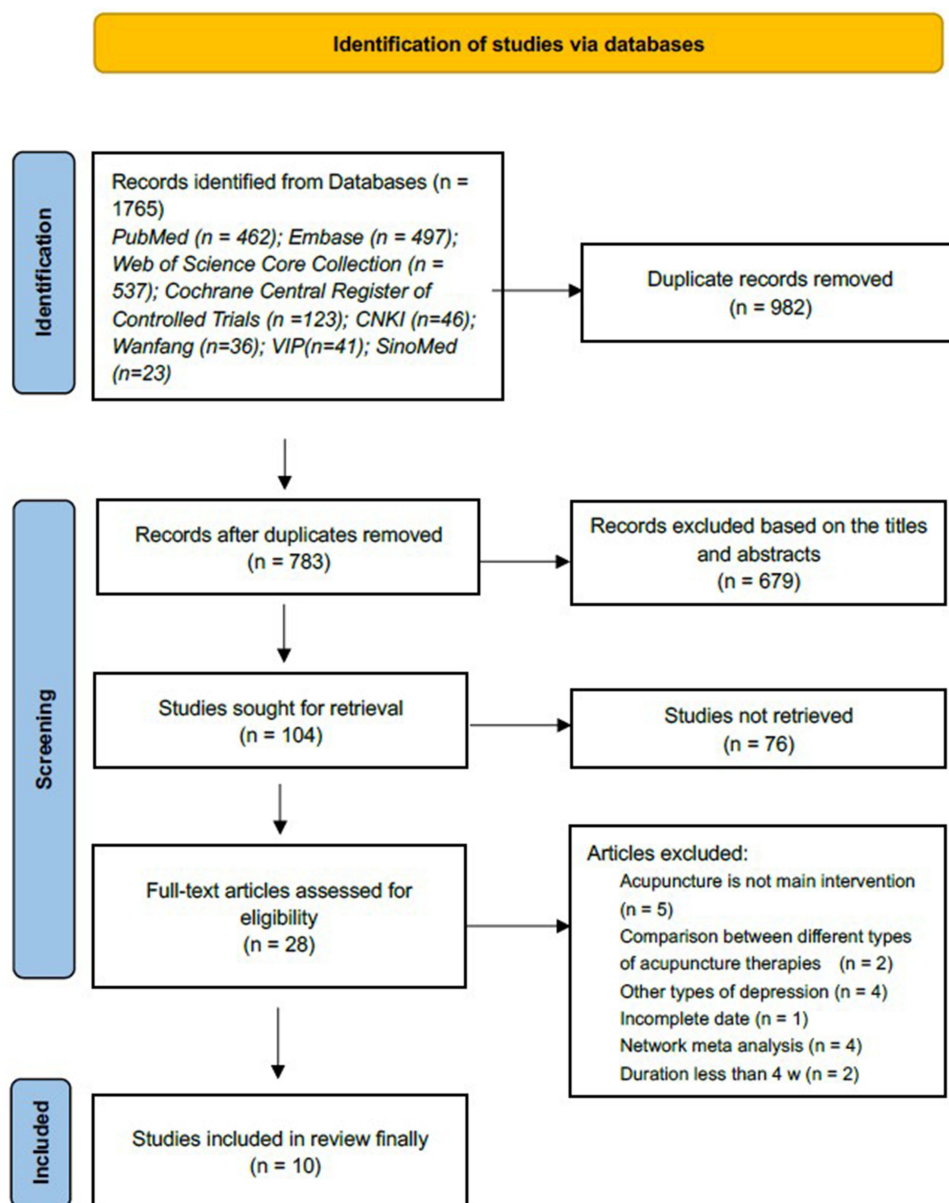 Identification of studies via databases
Identification
Records identified from Databases (n =
1765)
PubMed (n = 462); Embase (n = 497);
Web of Science Core Collection (n =
537); Cochrane Central Register of
Controlled Trials (n =123); CNKI (n=46);
Wanfang (n=36); VIP(n=41); SinoMed
(n=23)
Duplicate records removed
(n = 982)
Screening
Records after duplicates removed
(n = 783)
Records excluded based on the titles
and abstracts
(n = 679)
Studies sought for retrieval
(n = 104)
Studies not retrieved
(n = 76)
Full-text articles assessed for
eligibility
(n = 28)
Articles excluded:
Acupuncture is not main intervention
(n = 5)
Comparison between different types
of acupuncture therapies (n = 2)
Other types of depression (n = 4)
Incomplete date (n = 1)
Network meta analysis (n = 4)
Duration less than 4 w (n = 2)
Included
Studies included in review finally
(n = 10)